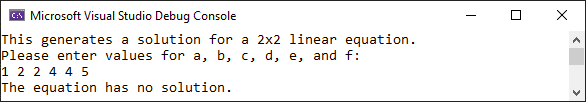 Microsoft Visual Studio Debug Console
This generates a solution for a 2x2 linear equation.
Please enter values for a, b, c, d, e, and f:
1 2 2 4 4 5
The equation has no solution.